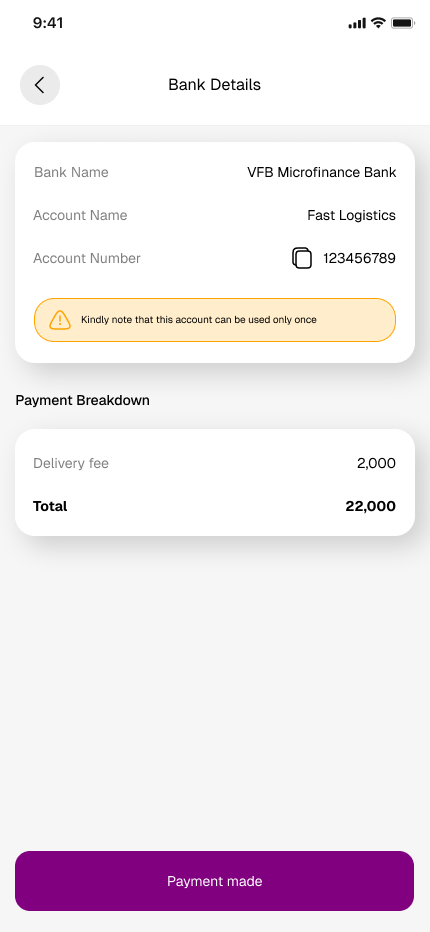 9:41
Bank Details
Bank Name VFB Microfinance Bank
Account Name Fast Logistics
Account Number 123456789
Kindly note that this account can be used only once
Payment Breakdown
Delivery fee 2,000
Total 22,000
Payment made